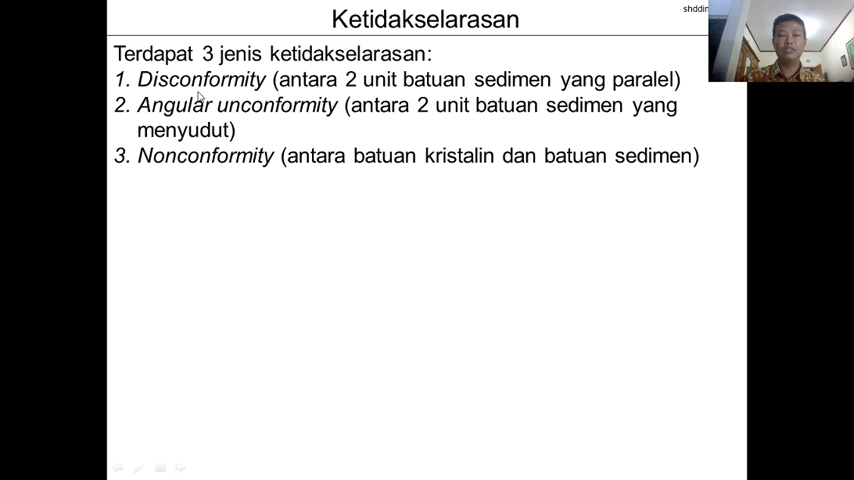 Ketidakselarasan
shddin
Terdapat 3 jenis ketidakselarasan:
1. Disconformity (antara 2 unit batuan sedimen yang paralel)
2. Angular unconformity (antara 2 unit batuan sedimen yang
menyudut)
3. Nonconformity (antara batuan kristalin dan batuan sedimen)